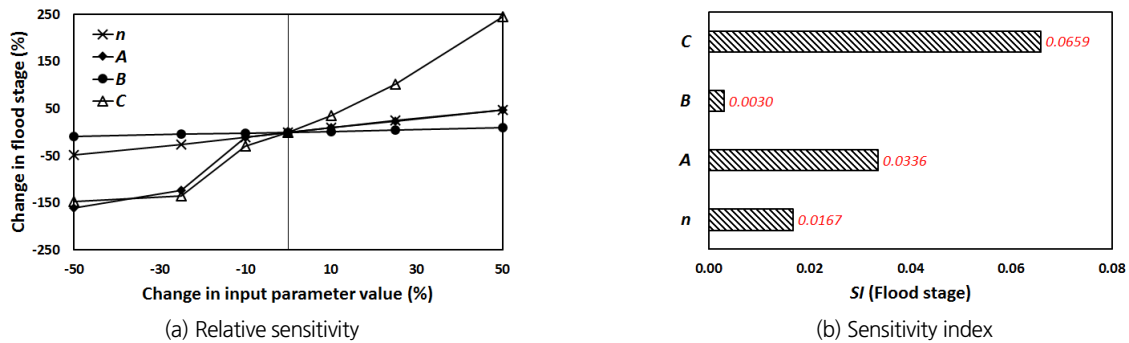 Change in flood stage (%)
250
150
50
-50
-150
-250
n
A
B
C
-50
-30
-10
10
30
50
Change in input parameter value (%)
(a) Relative sensitivity
C
0.0659
B
0.0030
A
0.0336
n
0.0167
0.00
0.02
0.04
0.06
0.08
SI (Flood stage)
(b) Sensitivity index